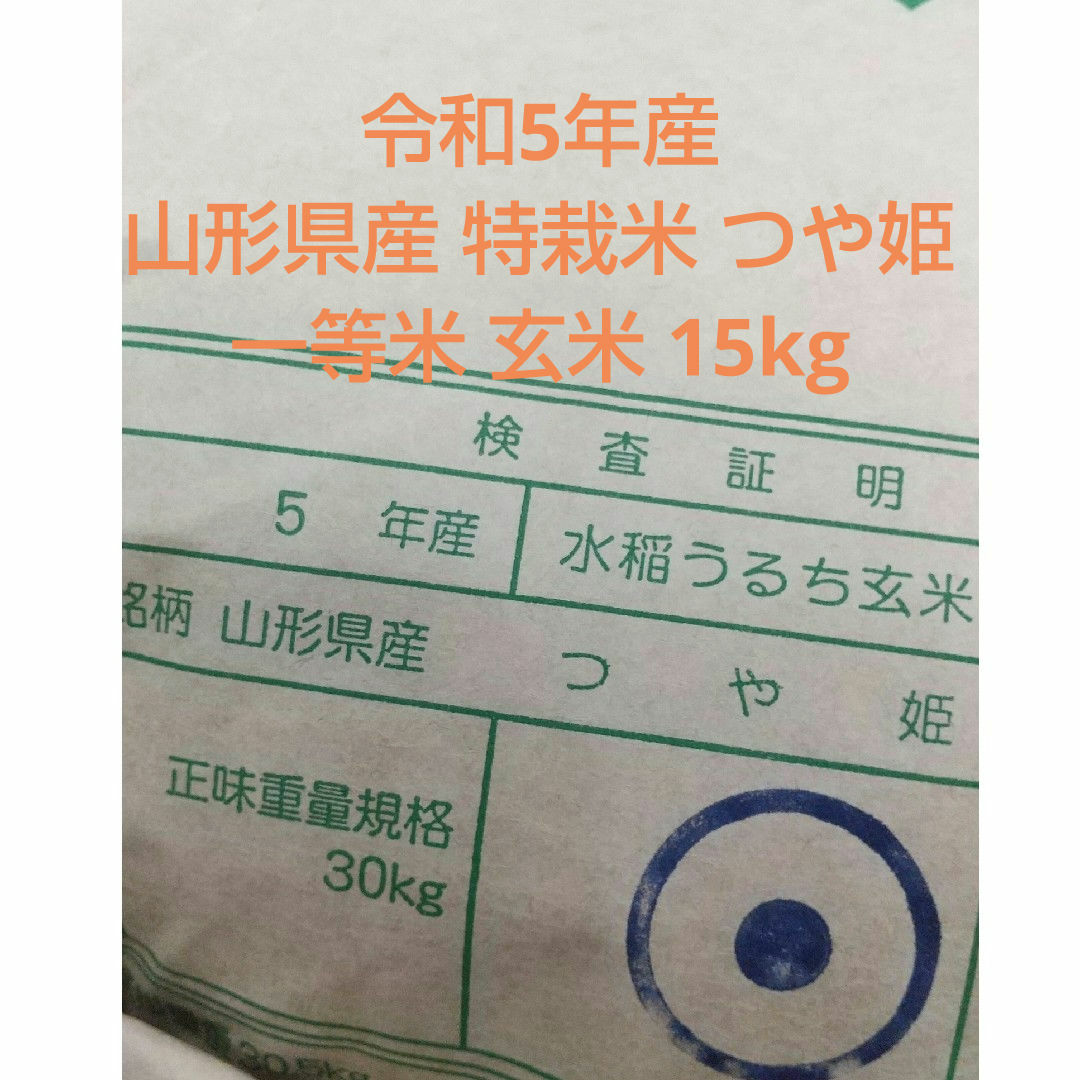 令和5年産
山形県産 特栽米 つや姫
一等米 玄米 15kg
検査証明
5 年産 水稲うるち玄米
銘柄 山形県産 つや姫
正味重量規格
30kg
30.5kg